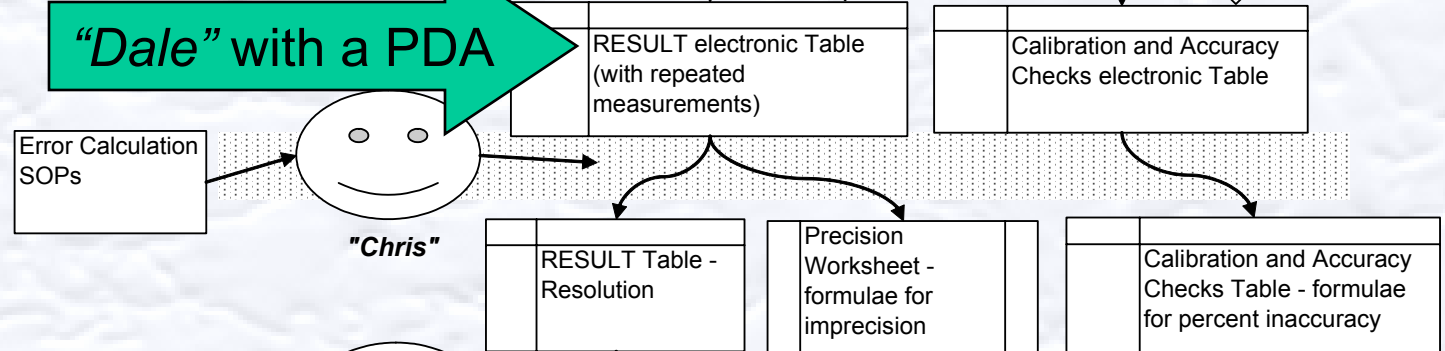 “Dale” with a PDA
RESULT electronic Table
(with repeated
measurements)
Calibration and Accuracy
Checks electronic Table
Error Calculation
SOPs
"Chris"
RESULT Table -
Resolution
Precision
Worksheet -
formulae for
imprecision
Calibration and Accuracy
Checks Table - formulae
for percent inaccuracy